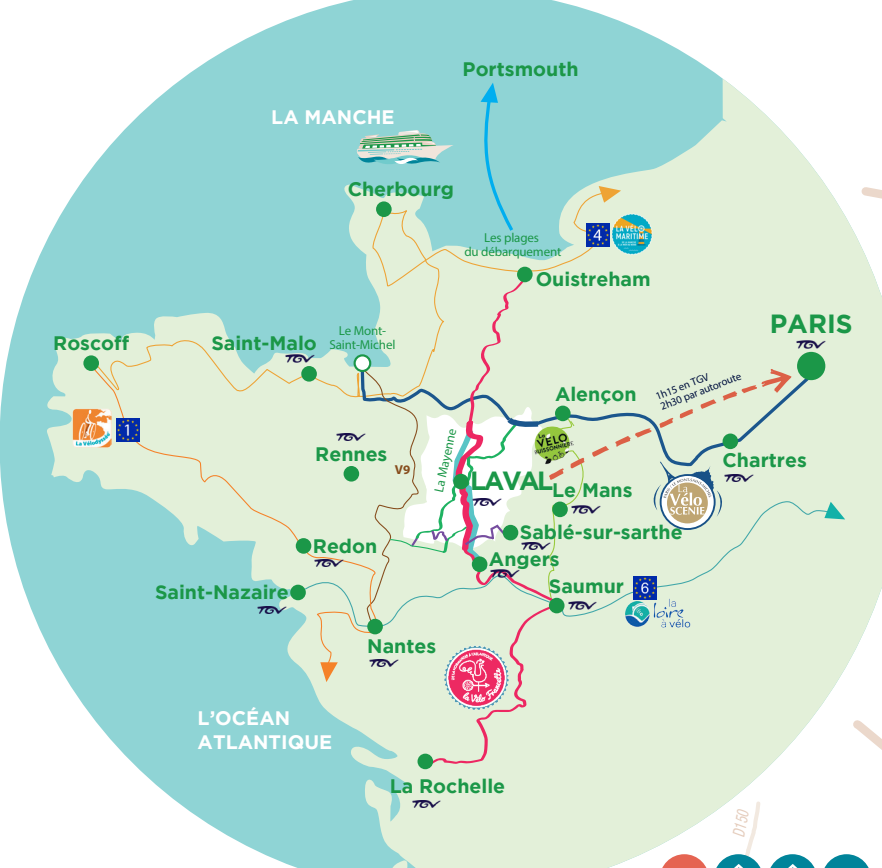 Portsmouth
LA MANCHE
Cherbourg
Les plages
du débarquement
4
LA VÉLO
MARITIME
Ouistreham
PARIS
TGV
Roscoff
Saint-Malo
TGV
Le Mont-
Saint-Michel
1h15 en TGV
2h30 par autoroute
Alençon
La Vélodyssée
1
TGV
Rennes
V9
La Mayenne
VÉLO
BUISSONNIÈRE
LAVAL
TGV
Chartres
TGV
La
Vélo
SCÉNIE
Le Mans
TGV
Sablé-sur-sarthe
TGV
Redon
TGV
Angers
TGV
Saint-Nazaire
TGV
Saumur
TGV
6
la
loire
à vélo
Nantes
TGV
la Vélo Francette
L'OCÉAN
ATLANTIQUE
La Rochelle
TGV
D150